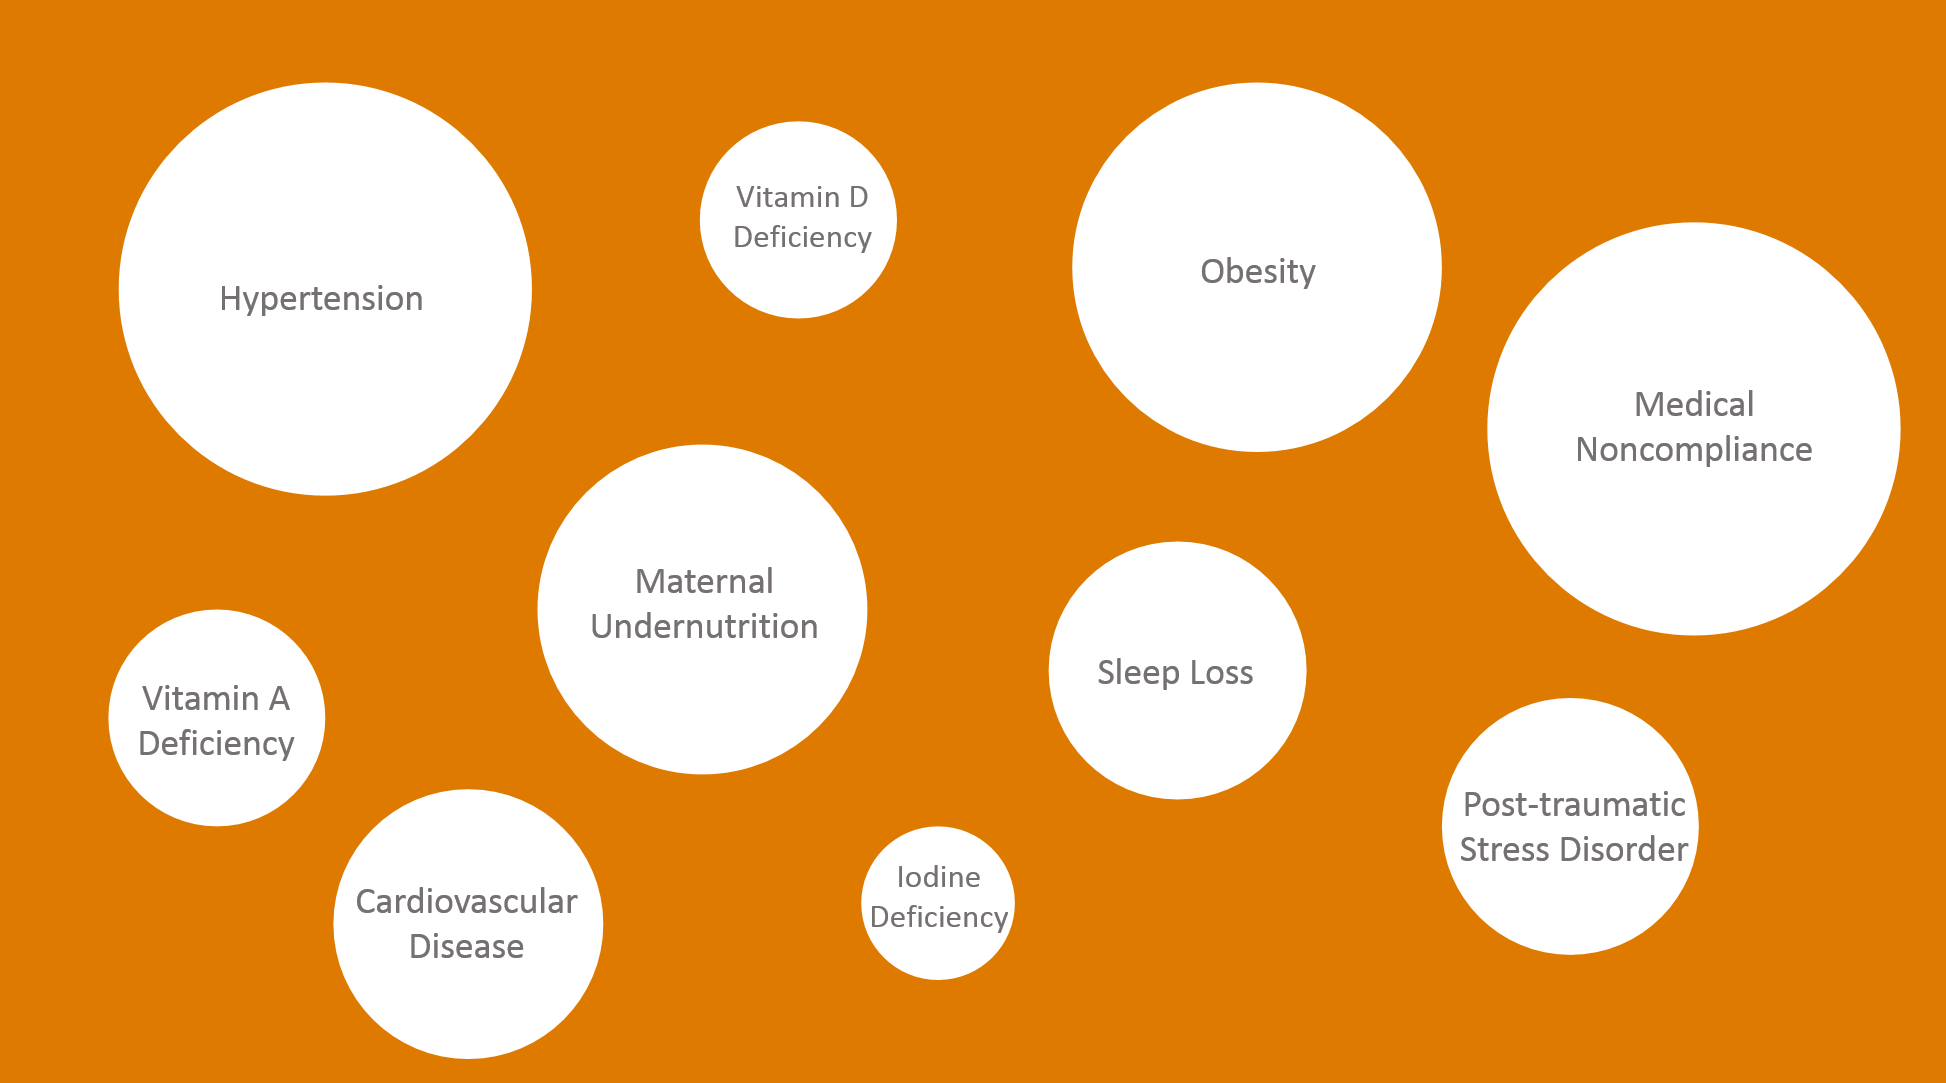 Hypertension
Vitamin D
Deficiency
Obesity
Medical
Noncompliance
Maternal
Undernutrition
Sleep Loss
Vitamin A
Deficiency
Post-traumatic
Stress Disorder
Cardiovascular
Disease
Iodine
Deficiency